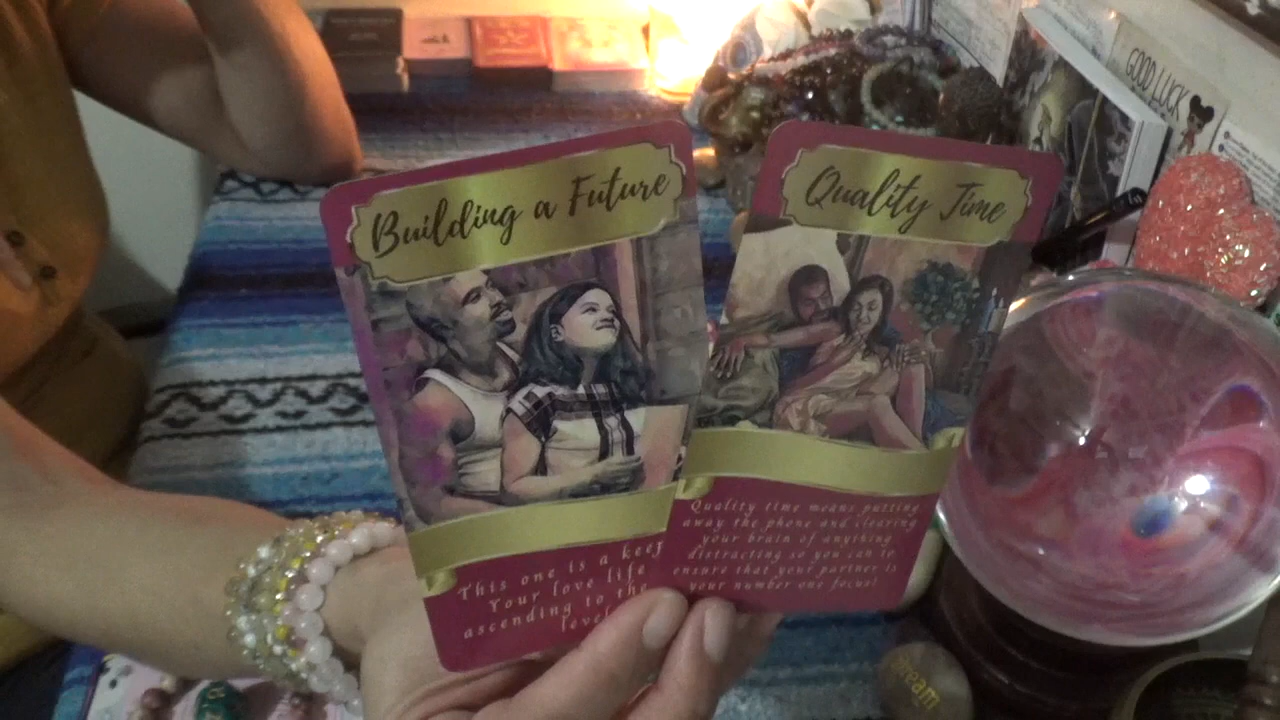 GOOD LUCK
Building a Future
This one is a keep
Your love life
ascending to the
level
Quality Time
Quality time means putting
away the phone and clearing
your brain of anything
distracting so you can to
ensure that your partner is
your number one focus!
Dream